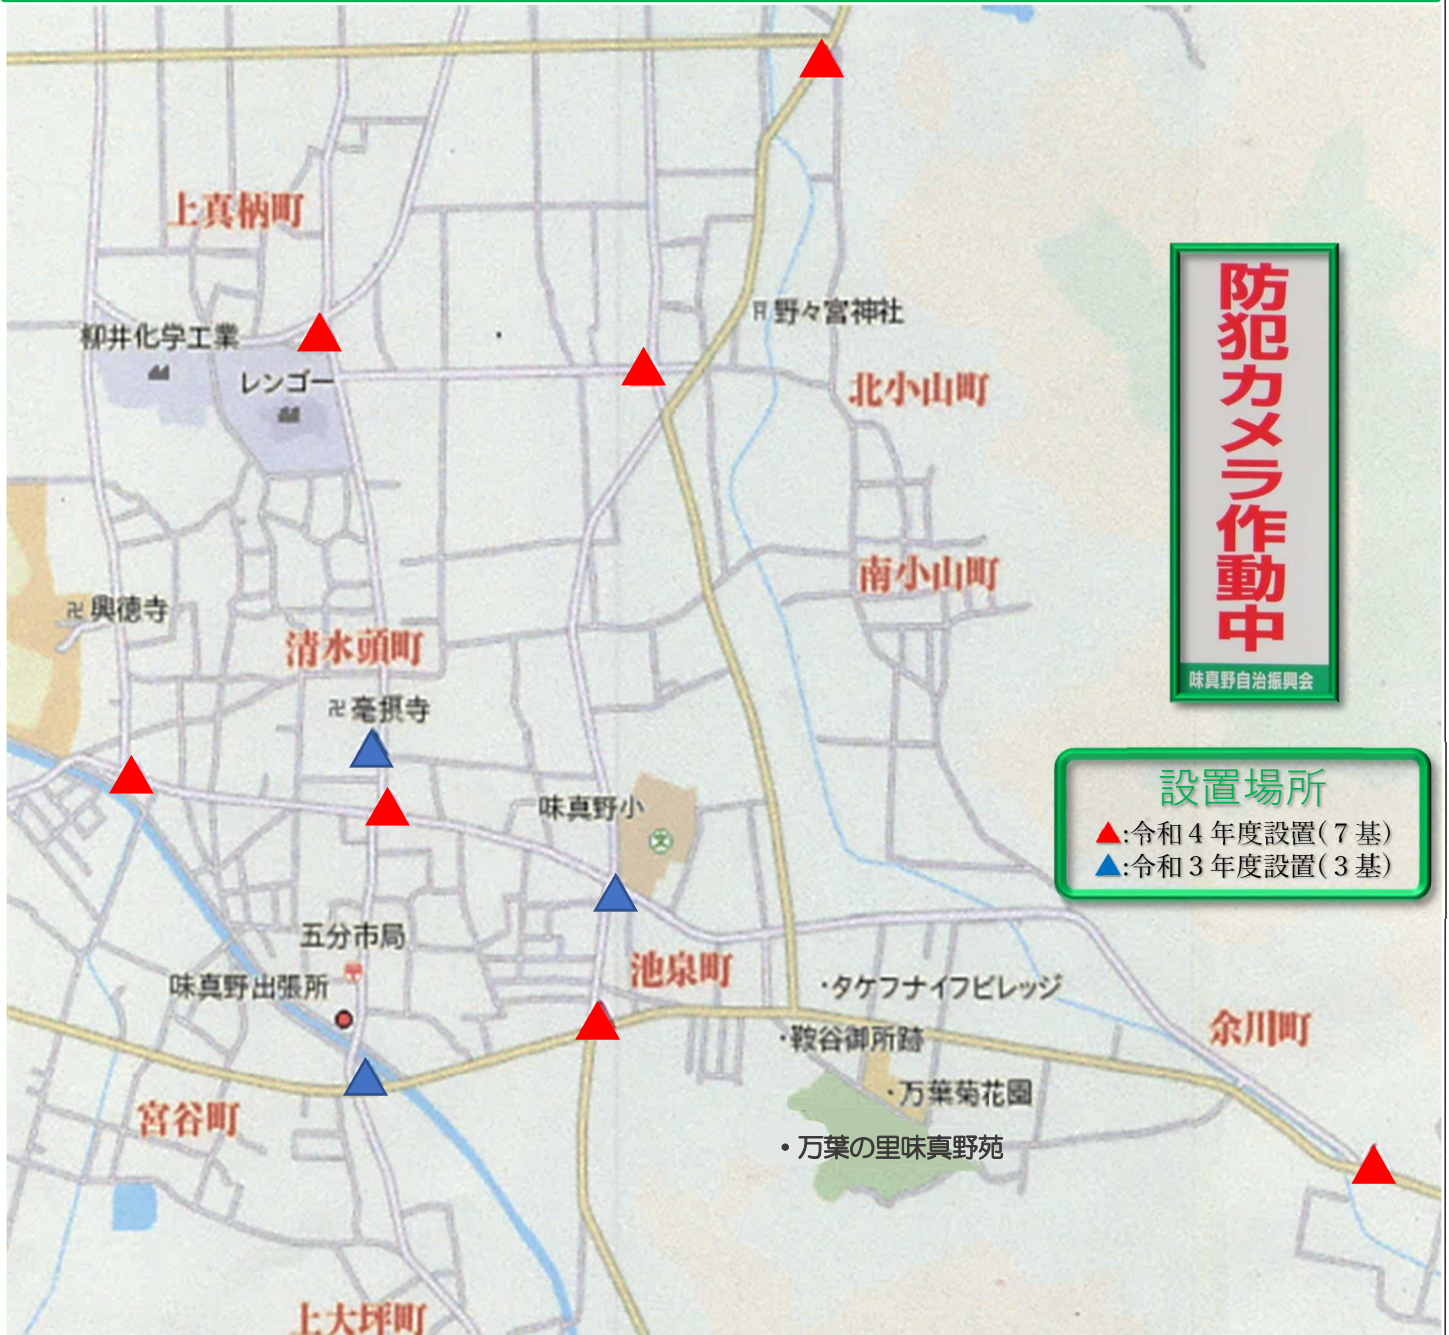 上真柄町
柳井化学工業
レンゴー
野々宮神社
北小山町
南小山町
卍興徳寺
清水頭町
卍毫摂寺
味真野小
文
五分市局
〒
味真野出張所
池泉町
・タケフナイフビレッジ
・鞍谷御所跡
余川町
・万葉菊花園
・万葉の里味真野苑
宮谷町
上大坪町
防犯カメラ作動中
味真野自治振興会
設置場所
▲:令和4年度設置(7基)
▲:令和3年度設置(3基)